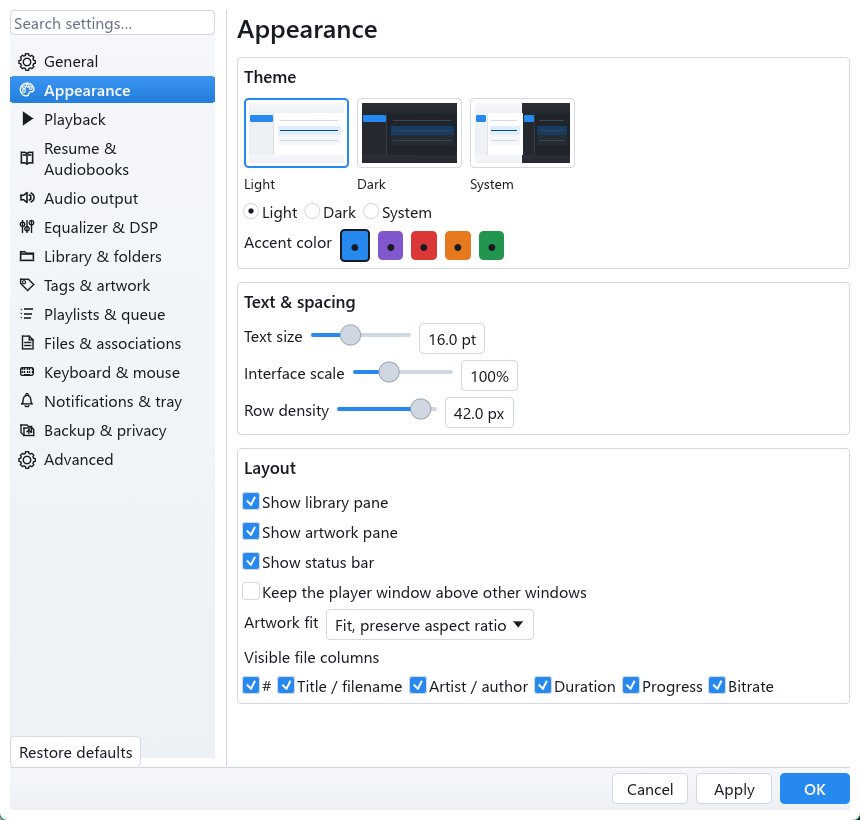 Search settings...
General
Appearance
Playback
Resume &
Audiobooks
Audio output
Equalizer & DSP
Library & folders
Tags & artwork
Playlists & queue
Files & associations
Keyboard & mouse
Notifications & tray
Backup & privacy
Advanced
Restore defaults
Appearance
Theme
Light Dark System
Light Dark System
Accent color
Text & spacing
Text size 16.0 pt
Interface scale 100%
Row density 42.0 px
Layout
Show library pane
Show artwork pane
Show status bar
Keep the player window above other windows
Artwork fit Fit, preserve aspect ratio
Visible file columns
# Title / filename Artist / author Duration Progress Bitrate
Cancel Apply OK